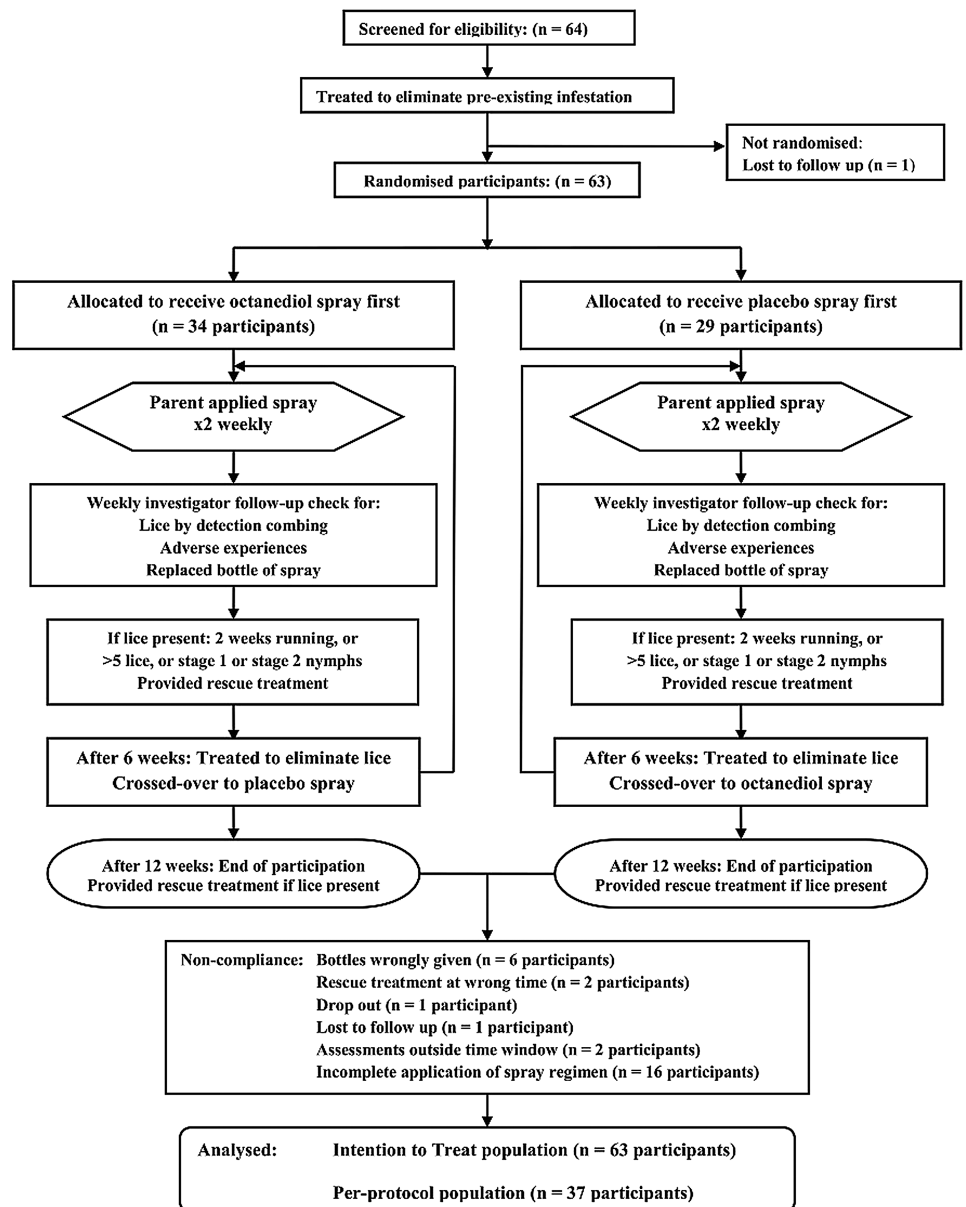 Screened for eligibility: (n = 64)
Treated to eliminate pre-existing infestation
Not randomised:
Lost to follow up (n = 1)
Randomised participants: (n = 63)
Allocated to receive octanediol spray first
(n = 34 participants)
Allocated to receive placebo spray first
(n = 29 participants)
Parent applied spray
x2 weekly
Parent applied spray
x2 weekly
Weekly investigator follow-up check for:
Lice by detection combing
Adverse experiences
Replaced bottle of spray
Weekly investigator follow-up check for:
Lice by detection combing
Adverse experiences
Replaced bottle of spray
If lice present: 2 weeks running, or
>5 lice, or stage 1 or stage 2 nymphs
Provided rescue treatment
If lice present: 2 weeks running, or
>5 lice, or stage 1 or stage 2 nymphs
Provided rescue treatment
After 6 weeks: Treated to eliminate lice
Crossed-over to placebo spray
After 6 weeks: Treated to eliminate lice
Crossed-over to octanediol spray
After 12 weeks: End of participation
Provided rescue treatment if lice present
After 12 weeks: End of participation
Provided rescue treatment if lice present
Non-compliance: Bottles wrongly given (n = 6 participants)
Rescue treatment at wrong time (n = 2 participants)
Drop out (n = 1 participant)
Lost to follow up (n = 1 participant)
Assessments outside time window (n = 2 participants)
Incomplete application of spray regimen (n = 16 participants)
Analysed: Intention to Treat population (n = 63 participants)
Per-protocol population (n = 37 participants)